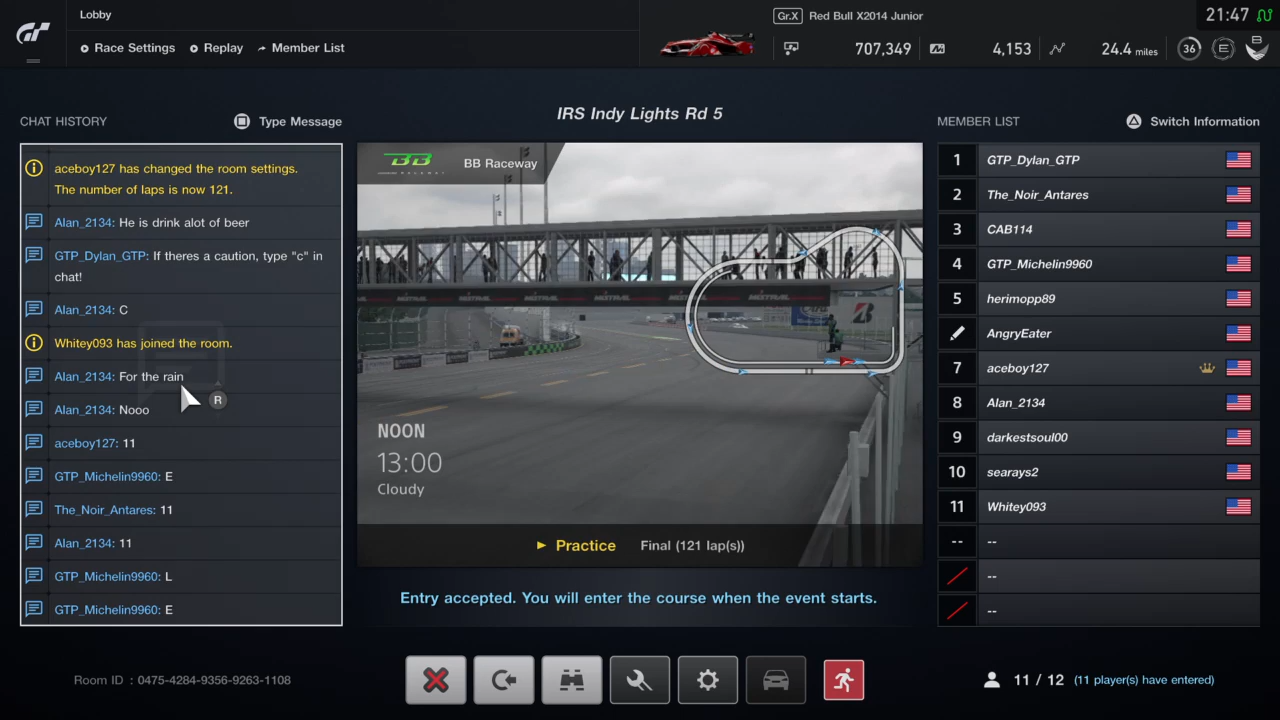 Lobby
Race Settings
Replay
Member List
Gr.X
Red Bull X2014 Junior
707,349
4,153
24.4 miles
21:47
36
E
B
CHAT HISTORY
Type Message
aceboy127 has changed the room settings.
The number of laps is now 121.
Alan_2134: He is drink alot of beer
GTP_Dylan_GTP: If theres a caution, type "c" in
chat!
Alan_2134: C
Whitey093 has joined the room.
Alan_2134: For the rain
R
Alan_2134: Nooo
aceboy127: 11
GTP_Michelin9960: E
The_Noir_Antares: 11
Alan_2134: 11
GTP_Michelin9960: L
GTP_Michelin9960: E
IRS Indy Lights Rd 5
BB
RACEWAY
BB Raceway
NOON
13:00
Cloudy
Practice
Final (121 lap(s))
Entry accepted. You will enter the course when the event starts.
MEMBER LIST
Switch Information
1 GTP_Dylan_GTP
2 The_Noir_Antares
3 CAB114
4 GTP_Michelin9960
5 herimopp89
AngryEater
7 aceboy127
8 Alan_2134
9 darkestsoul00
10 searays2
11 Whitey093
-- --
--
--
Room ID : 0475-4284-9356-9263-1108
11 / 12
(11 player(s) have entered)